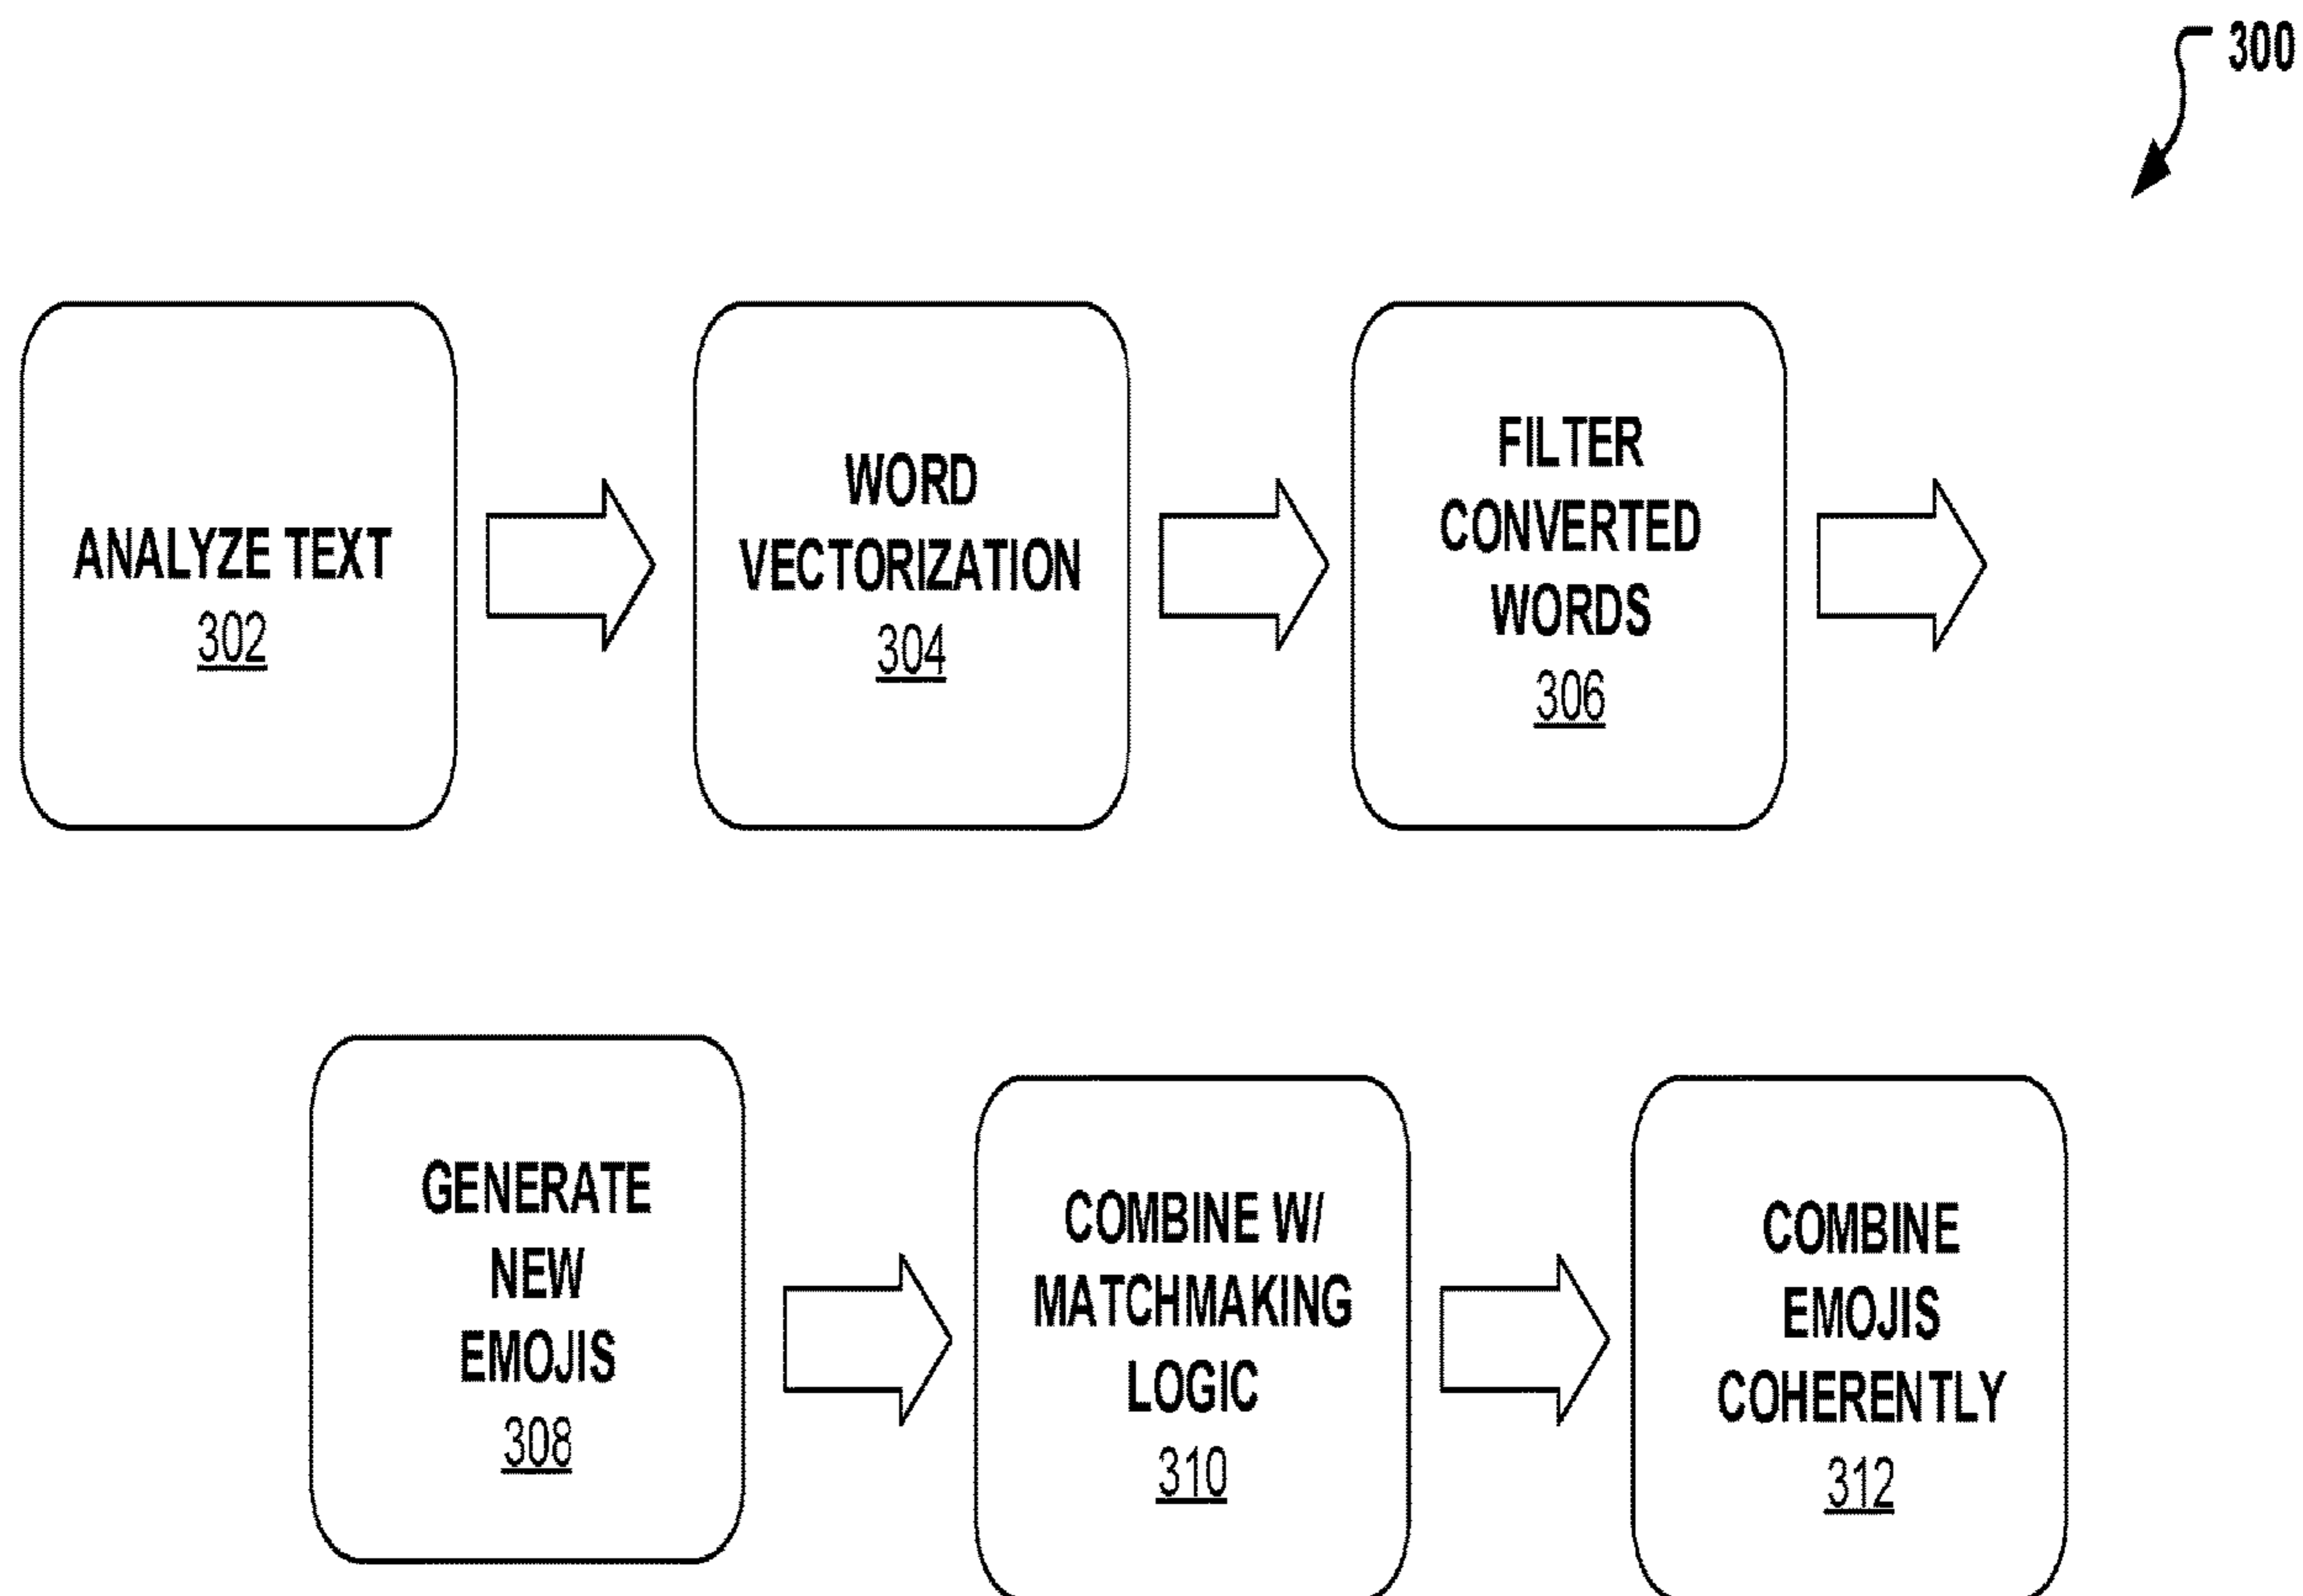 300
ANALYZE TEXT
302
WORD
VECTORIZATION
304
FILTER
CONVERTED
WORDS
306
GENERATE
NEW
EMOJIS
308
COMBINE W/
MATCHMAKING
LOGIC
310
COMBINE
EMOJIS
COHERENTLY
312